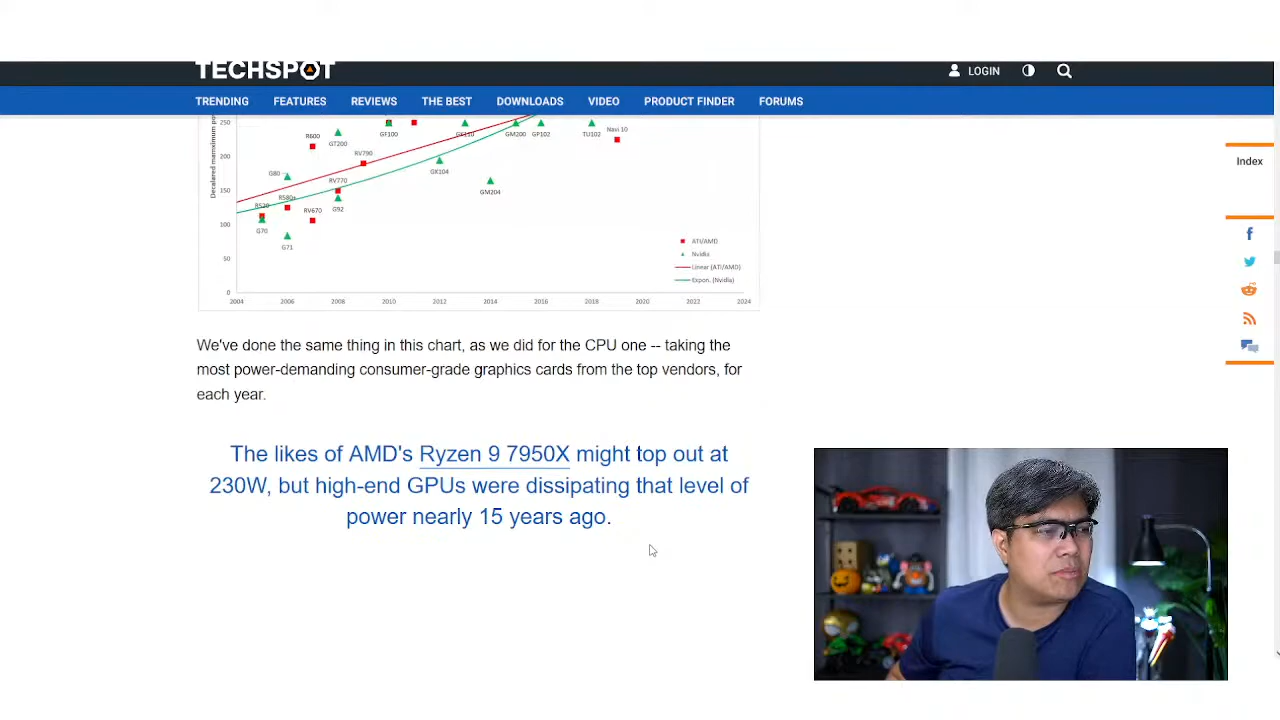 TECHSPOT
LOGIN
TRENDING FEATURES REVIEWS THE BEST DOWNLOADS VIDEO PRODUCT FINDER FORUMS
250
200
150
100
50
0
R600
GT200
GF100
RV790
G80
RV770
R580+
R520
G70
RV670
G92
G71
GK110
GK104
GM204
GM200
GP102
TU102
Navi 10
ATI/AMD
Nvidia
Linear (ATI/AMD)
Expon. (Nvidia)
2004 2006 2008 2010 2012 2014 2016 2018 2020 2022 2024
We've done the same thing in this chart, as we did for the CPU one -- taking the
most power-demanding consumer-grade graphics cards from the top vendors, for
each year.
The likes of AMD's Ryzen 9 7950X might top out at
230W, but high-end GPUs were dissipating that level of
power nearly 15 years ago.
Index